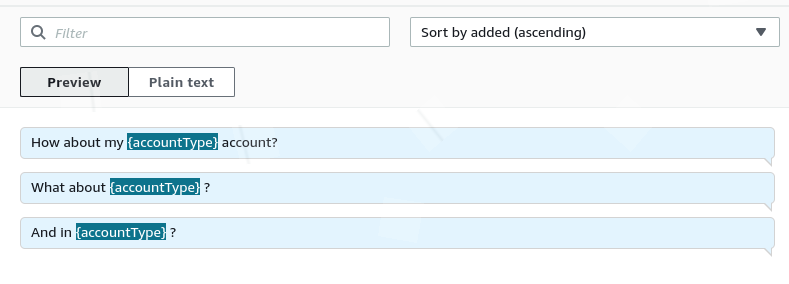 Filter
Sort by added (ascending)
Preview
Plain text
How about my {accountType} account?
What about {accountType} ?
And in {accountType} ?